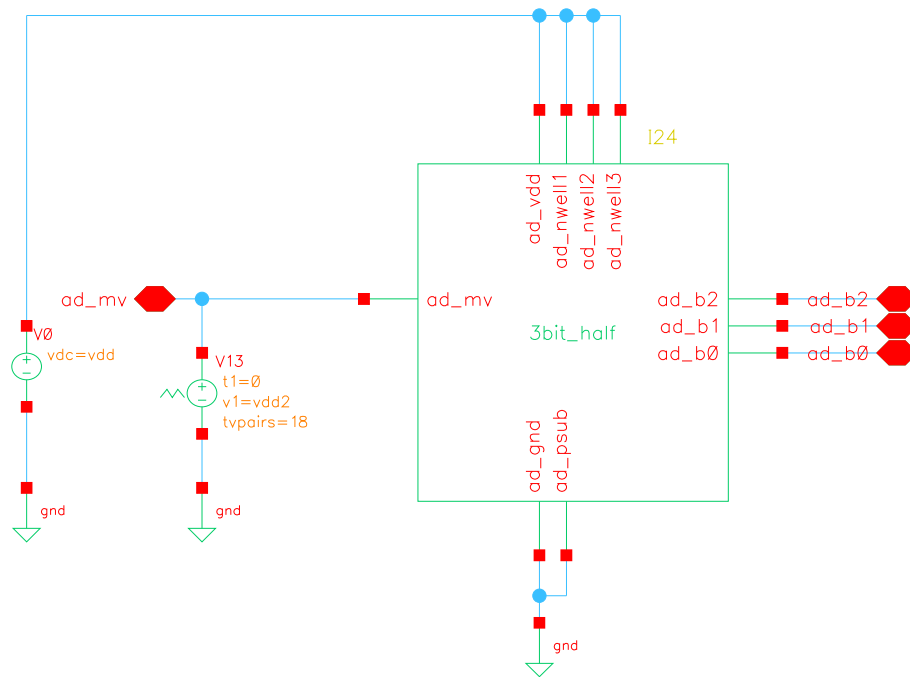 I24
ad_vdd
ad_nwell1
ad_nwell2
ad_nwell3
ad_mv
ad_mv
ad_b2
ad_b2
ad_b1
ad_b1
ad_b0
ad_b0
3bit_half
V0
vdc=vdd
V13
t1=0
v1=vdd2
tvpairs=18
ad_gnd
ad_psub
gnd
gnd
gnd